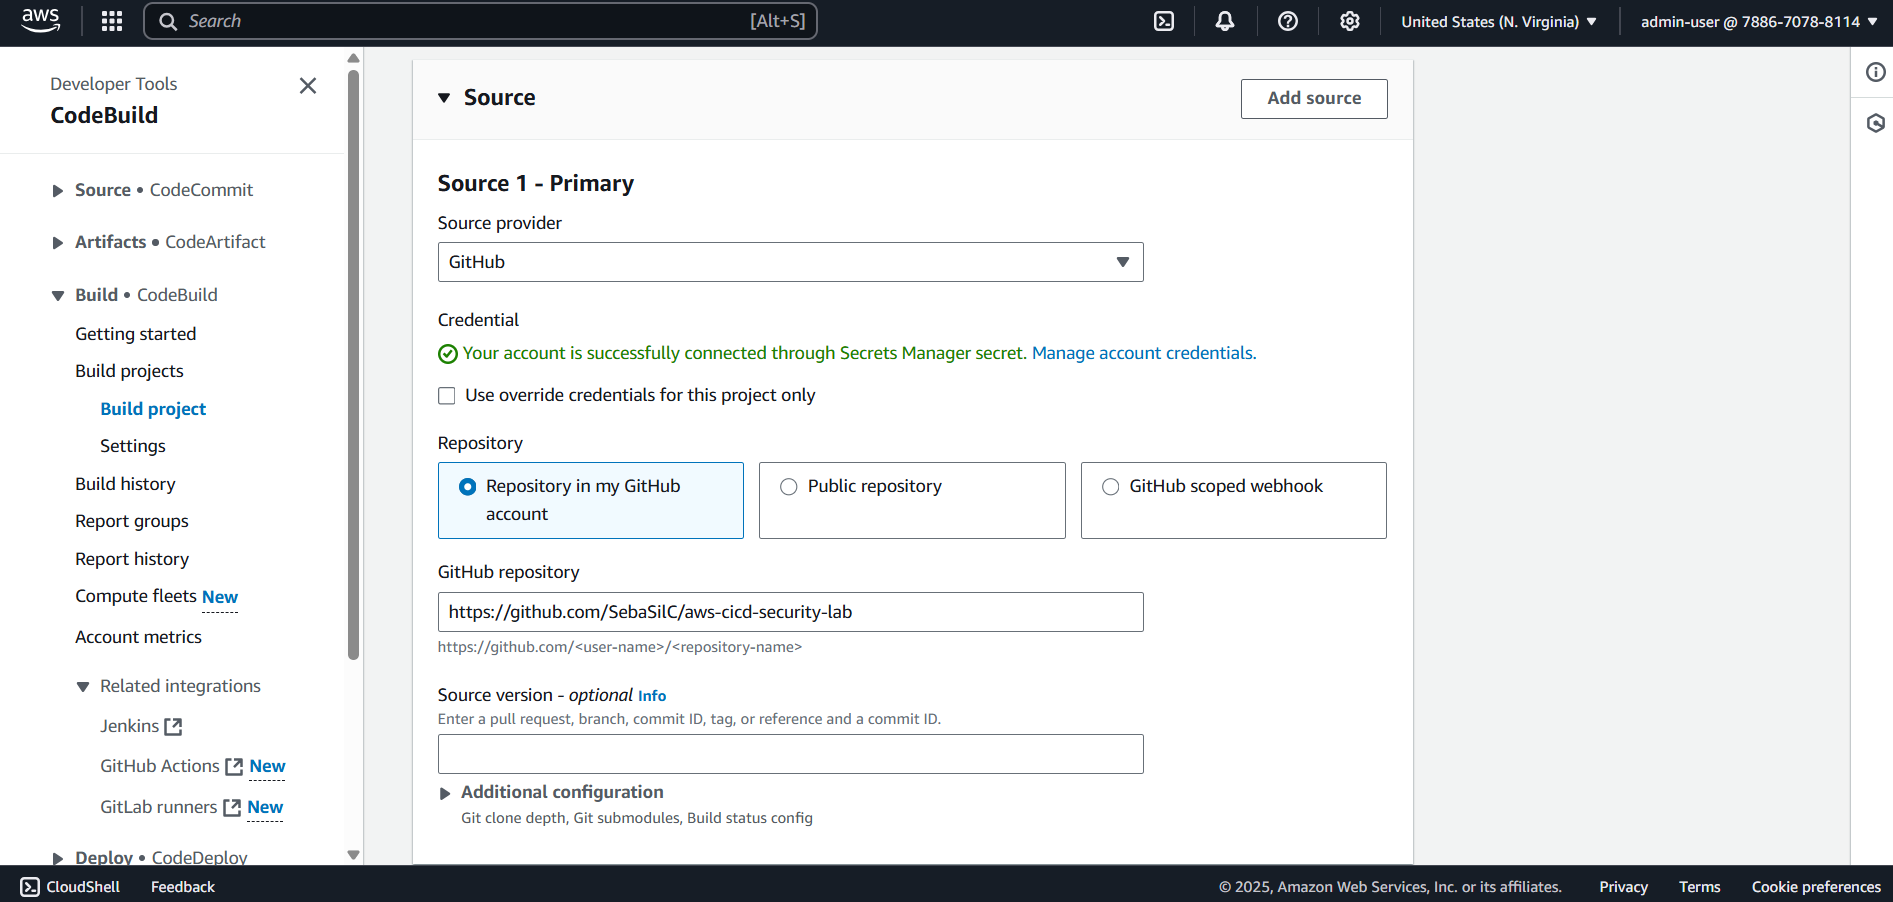 aws
Search
[Alt+S]
United States (N. Virginia)
admin-user @ 7886-7078-8114
Developer Tools
CodeBuild
Source • CodeCommit
Artifacts • CodeArtifact
Build • CodeBuild
Getting started
Build projects
Build project
Settings
Build history
Report groups
Report history
Compute fleets New
Account metrics
Related integrations
Jenkins
GitHub Actions New
GitLab runners New
Deploy • CodeDeploy
Source
Add source
Source 1 - Primary
Source provider
GitHub
Credential
Your account is successfully connected through Secrets Manager secret. Manage account credentials.
Use override credentials for this project only
Repository
Repository in my GitHub
account
Public repository
GitHub scoped webhook
GitHub repository
https://github.com/SebaSilC/aws-cicd-security-lab
https://github.com/<user-name>/<repository-name>
Source version - optional Info
Enter a pull request, branch, commit ID, tag, or reference and a commit ID.
Additional configuration
Git clone depth, Git submodules, Build status config
CloudShell
Feedback
© 2025, Amazon Web Services, Inc. or its affiliates.
Privacy
Terms
Cookie preferences